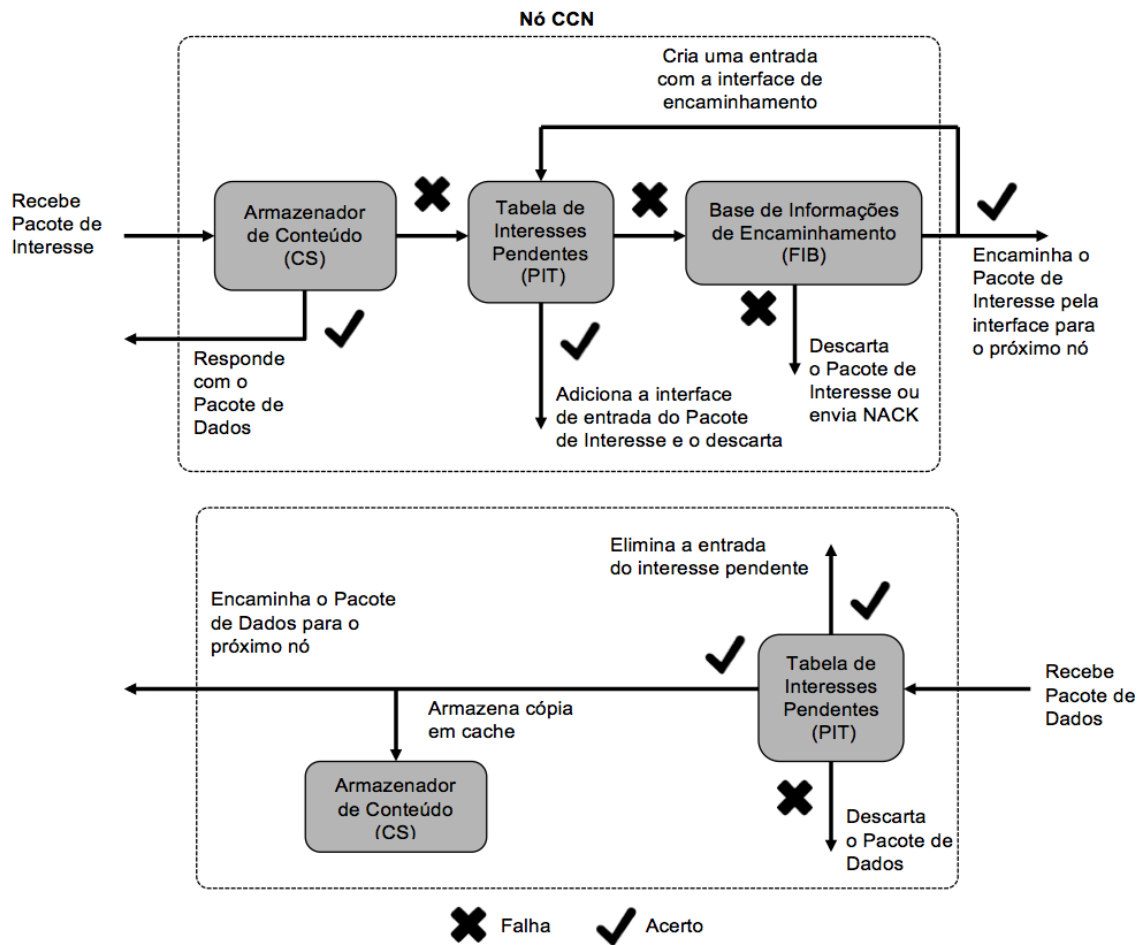 Nó CCN
Cria uma entrada
com a interface de
encaminhamento
Recebe
Pacote de
Interesse
Armazenador
de Conteúdo
(CS)
Tabela de
Interesses
Pendentes
(PIT)
Base de Informações
de Encaminhamento
(FIB)
Encaminha o
Pacote de
Interesse pela
interface para
o próximo nó
Responde
com o
Pacote de
Dados
Adiciona a interface
de entrada do Pacote
de Interesse e o descarta
Descarta
o Pacote de
Interesse ou
envia NACK
Elimina a entrada
do interesse pendente
Encaminha o Pacote
de Dados para o
próximo nó
Tabela de
Interesses
Pendentes
(PIT)
Recebe
Pacote de
Dados
Armazena cópia
em cache
Armazenador
de Conteúdo
(CS)
Descarta
o Pacote de
Dados
Falha
Acerto